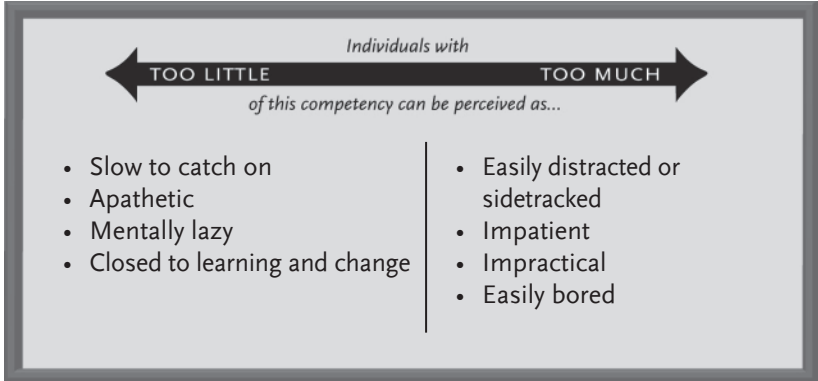 Individuals with
TOO LITTLE TOO MUCH
of this competency can be perceived as...
• Slow to catch on
• Apathetic
• Mentally lazy
• Closed to learning and change
• Easily distracted or
sidetracked
• Impatient
• Impractical
• Easily bored